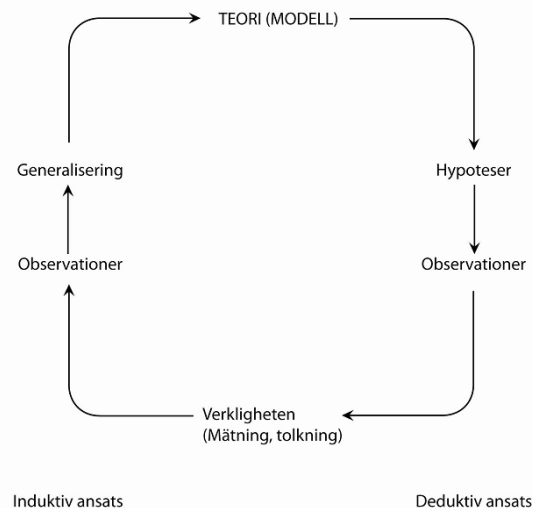 TEORI (MODELL)
Generalisering
Hypoteser
Observationer
Observationer
Verkligheten
(Mätning, tolkning)
Induktiv ansats
Deduktiv ansats